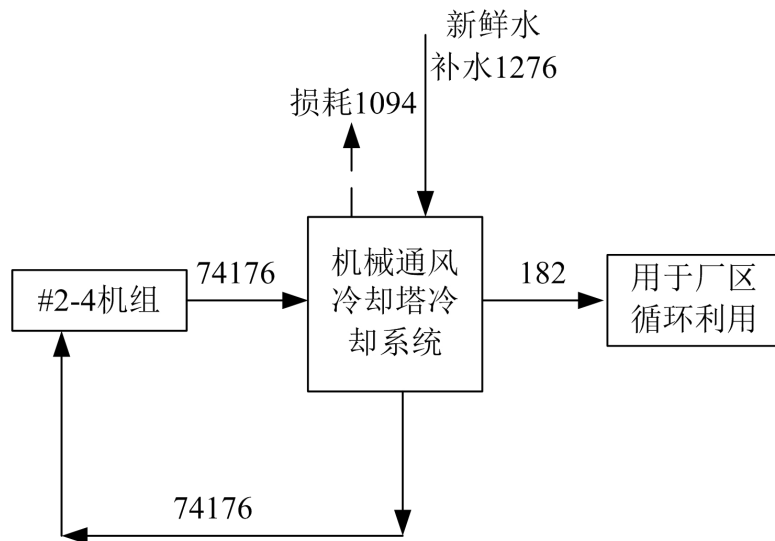 新鲜水
补水1276
损耗1094
74176
机械通风
冷却塔冷
却系统
182
用于厂区
循环利用
#2-4机组
74176